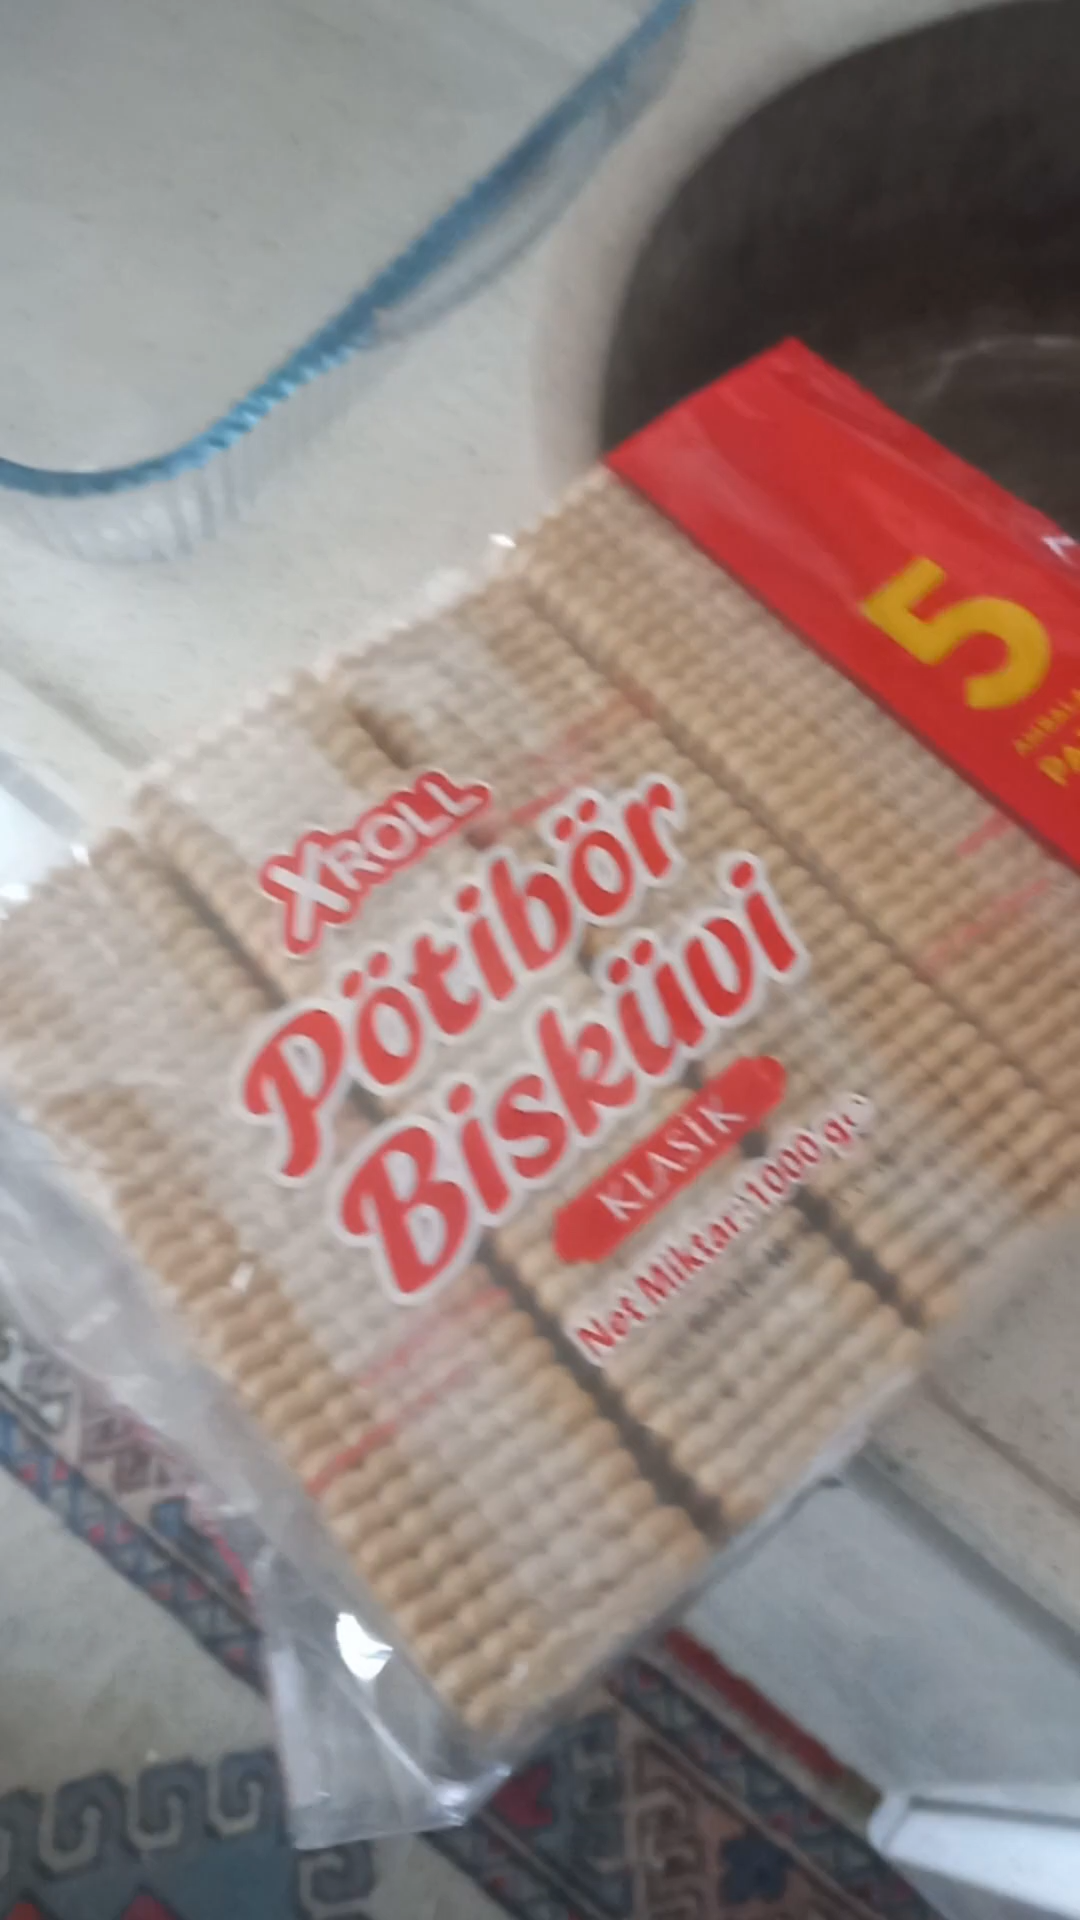 XROLL
Pötibör
Bisküvi
KLASİK
Net Miktar: 1000 g
5